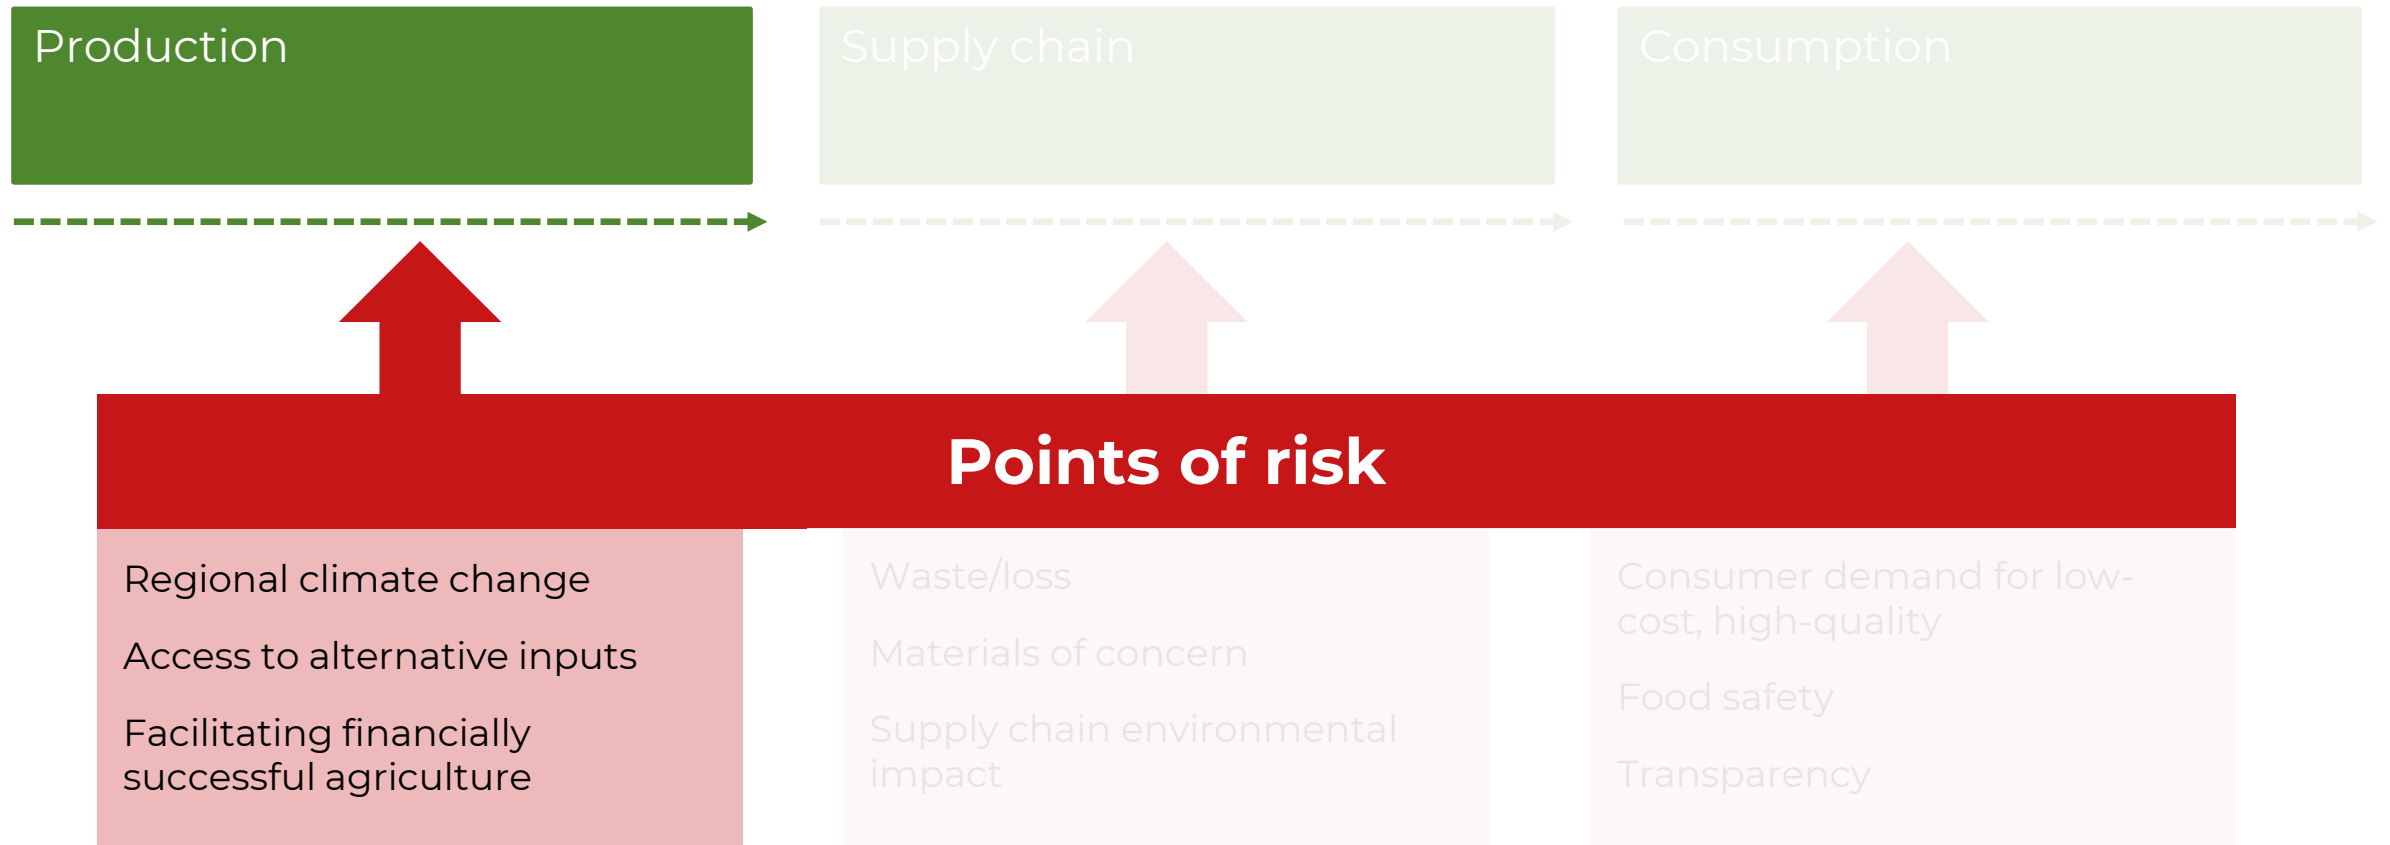 Production
Supply chain
Consumption
Points of risk
Regional climate change
Access to alternative inputs
Facilitating financially
successful agriculture
Waste/loss
Materials of concern
Supply chain environmental
impact
Consumer demand for low-
cost, high-quality
Food safety
Transparency